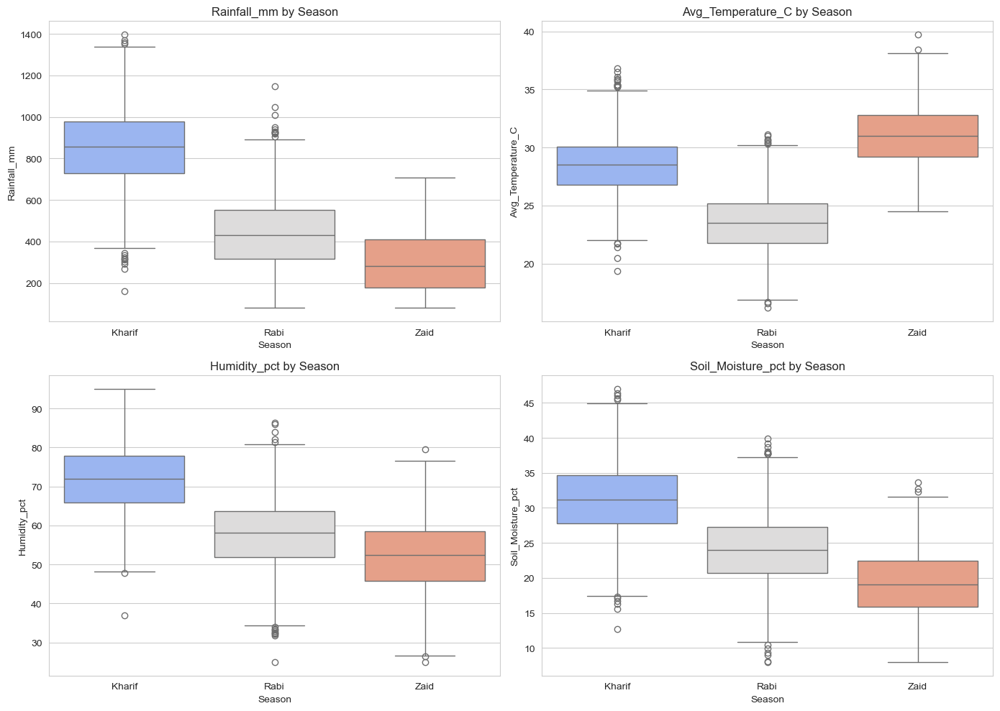 Rainfall_mm by Season
Rainfall_mm
1400
1200
1000
800
600
400
200
Kharif Rabi Zaid
Season
Avg_Temperature_C by Season
Avg_Temperature_C
40
35
30
25
20
Kharif Rabi Zaid
Season
Humidity_pct by Season
Humidity_pct
90
80
70
60
50
40
30
Kharif Rabi Zaid
Season
Soil_Moisture_pct by Season
Soil_Moisture_pct
45
40
35
30
25
20
15
10
Kharif Rabi Zaid
Season